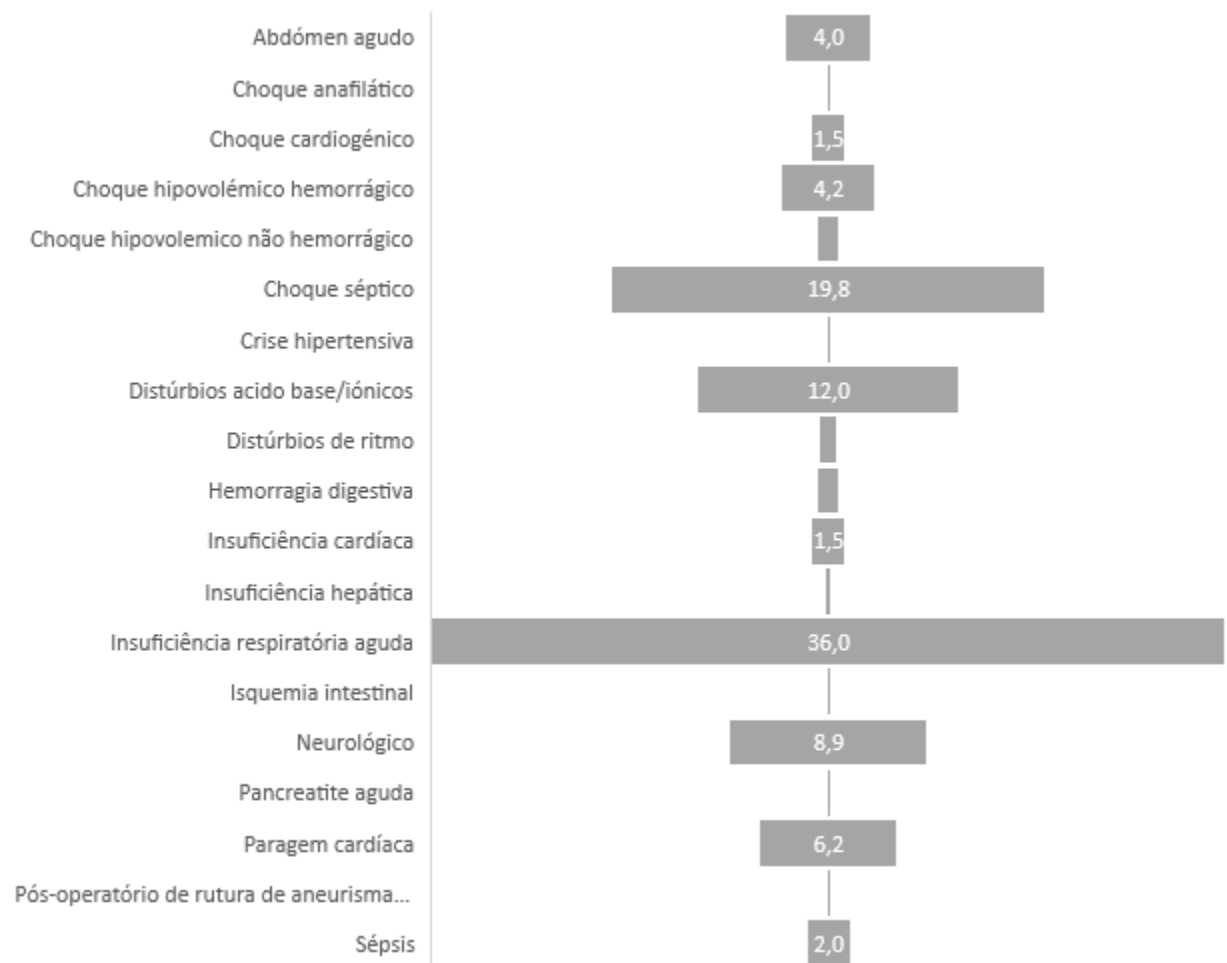 Abdómen agudo 4,0
Choque anafilático
Choque cardiogénico 1,5
Choque hipovolémico hemorrágico 4,2
Choque hipovolemico não hemorrágico
Choque séptico 19,8
Crise hipertensiva
Distúrbios acido base/iónicos 12,0
Distúrbios de ritmo
Hemorragia digestiva
Insuficiência cardíaca 1,5
Insuficiência hepática
Insuficiência respiratória aguda 36,0
Isquemia intestinal
Neurológico 8,9
Pancreatite aguda
Paragem cardíaca 6,2
Pós-operatório de rutura de aneurisma...
Sépsis 2,0